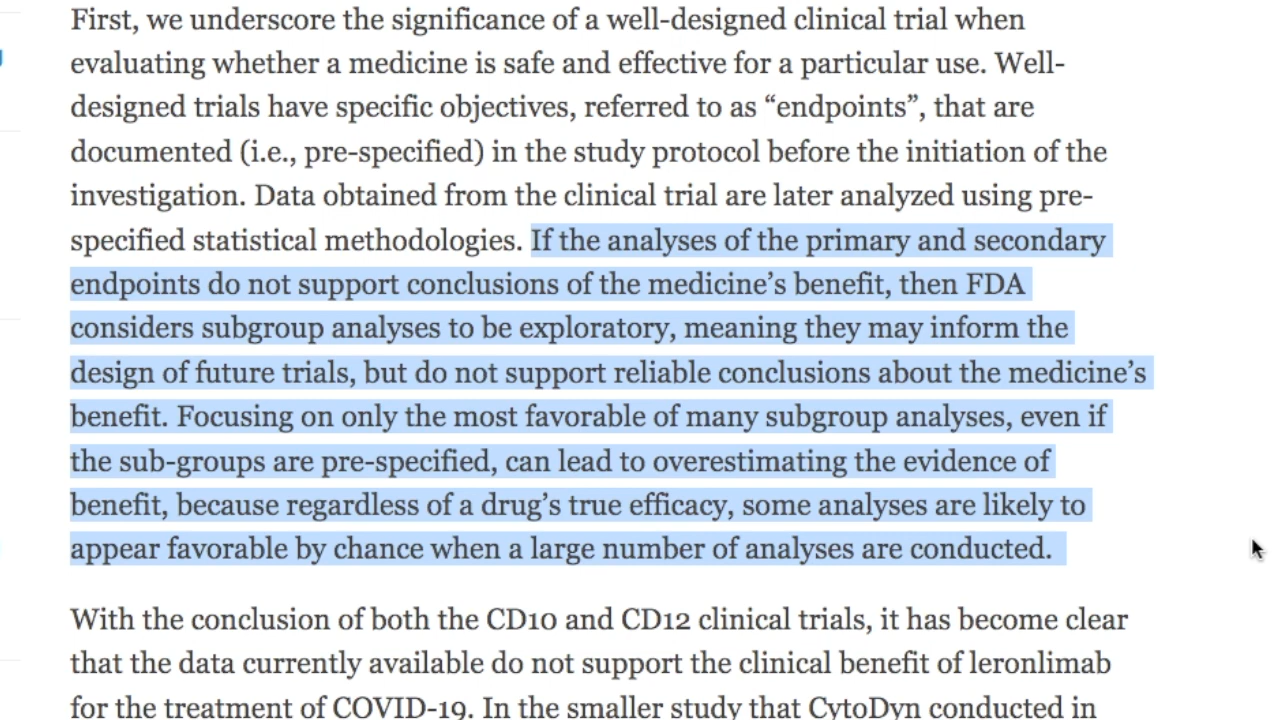 First, we underscore the significance of a well-designed clinical trial when
evaluating whether a medicine is safe and effective for a particular use. Well-
designed trials have specific objectives, referred to as “endpoints”, that are
documented (i.e., pre-specified) in the study protocol before the initiation of the
investigation. Data obtained from the clinical trial are later analyzed using pre-
specified statistical methodologies. If the analyses of the primary and secondary
endpoints do not support conclusions of the medicine’s benefit, then FDA
considers subgroup analyses to be exploratory, meaning they may inform the
design of future trials, but do not support reliable conclusions about the medicine’s
benefit. Focusing on only the most favorable of many subgroup analyses, even if
the sub-groups are pre-specified, can lead to overestimating the evidence of
benefit, because regardless of a drug’s true efficacy, some analyses are likely to
appear favorable by chance when a large number of analyses are conducted.
With the conclusion of both the CD10 and CD12 clinical trials, it has become clear
that the data currently available do not support the clinical benefit of leronlimab
for the treatment of COVID-19. In the smaller study that CytoDyn conducted in